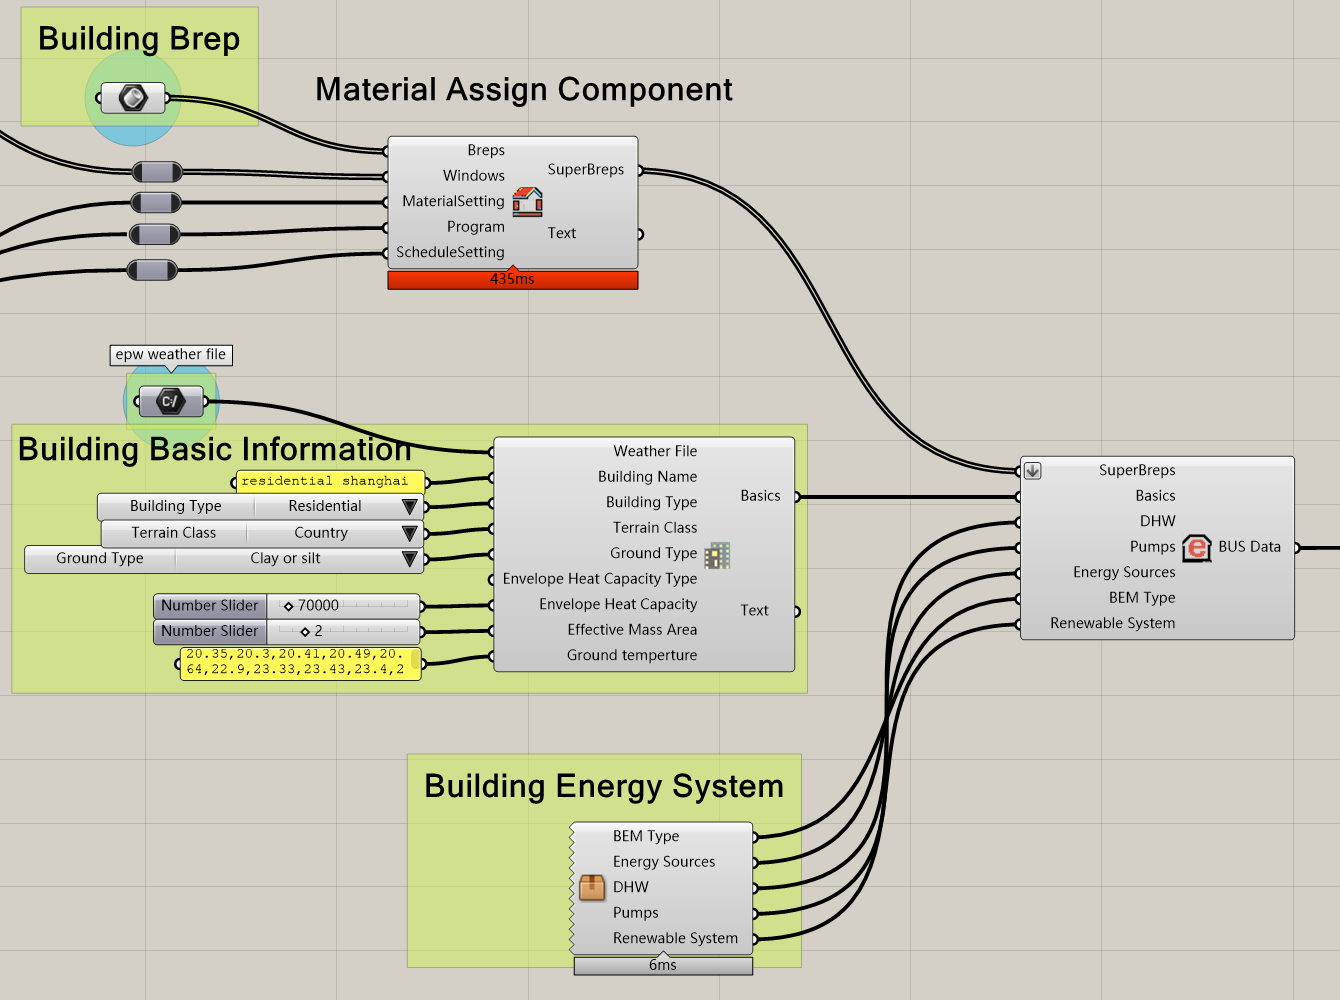 Building Brep
Material Assign Component
Breps
Windows
MaterialSetting
Program
ScheduleSetting
SuperBreps
Text
435ms
epw weather file
C:/
Building Basic Information
residential shanghai
Building Type Residential
Terrain Class Country
Ground Type Clay or silt
Number Slider 70000
Number Slider 2
20.35,20.3,20.41,20.49,20.
64,22.9,23.33,23.43,23.4,2
Weather File
Building Name
Building Type
Terrain Class
Ground Type
Envelope Heat Capacity Type
Envelope Heat Capacity
Effective Mass Area
Ground temperture
Basics
Text
SuperBreps
Basics
DHW
Pumps
Energy Sources
BEM Type
Renewable System
e
BUS Data
Building Energy System
BEM Type
Energy Sources
DHW
Pumps
Renewable System
6ms